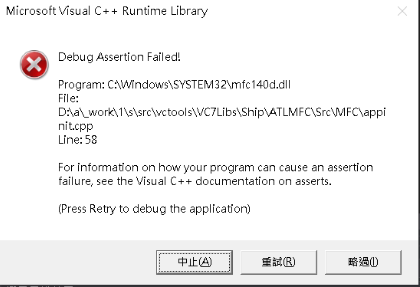 Microsoft Visual C++ Runtime Library
Debug Assertion Failed!
Program: C:\Windows\SYSTEM32\mfc140d.dll
File:
D:\a\_work\1\s\src\vctools\VC7Libs\Ship\ATLMFC\Src\MFC\appi
nit.cpp
Line: 58
For information on how your program can cause an assertion
failure, see the Visual C++ documentation on asserts.
(Press Retry to debug the application)
中止(A) 重試(R) 略過(I)